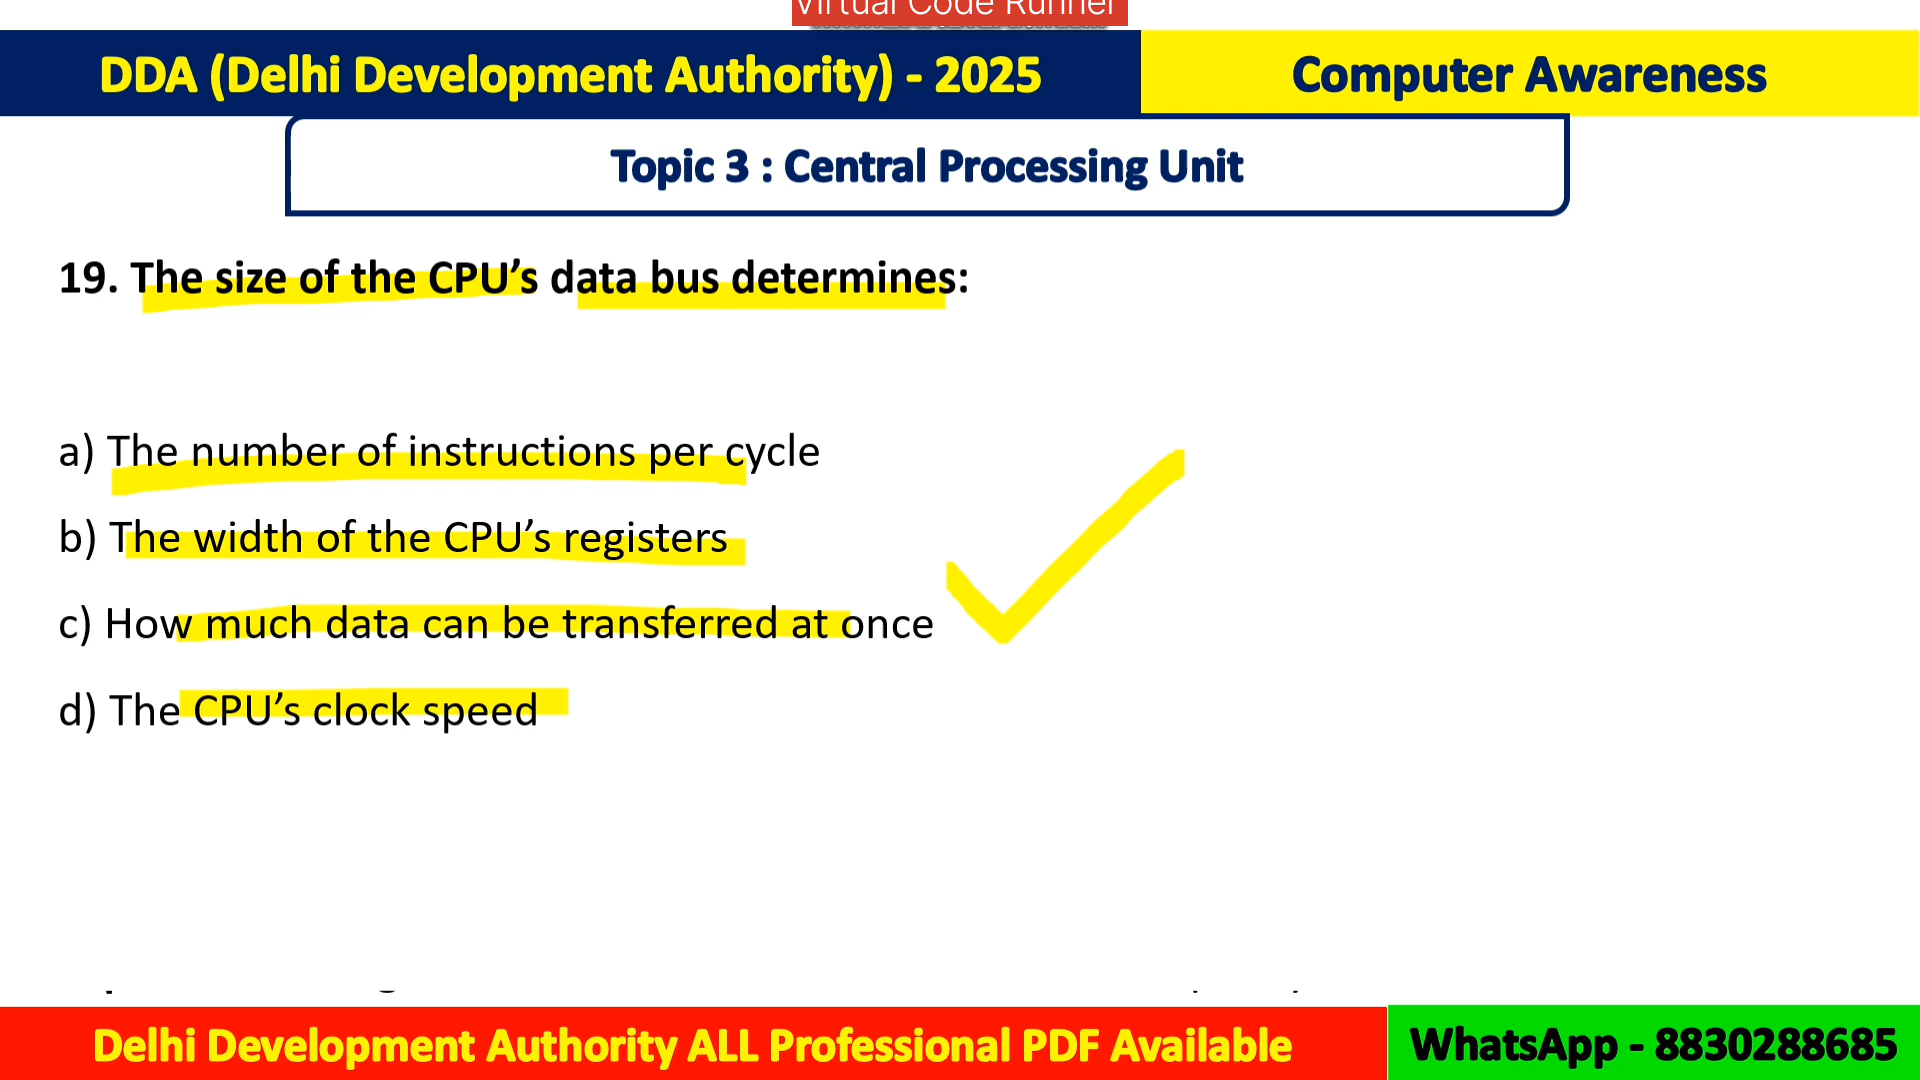 Virtual Code Runner
DDA (Delhi Development Authority) - 2025
Computer Awareness
Topic 3 : Central Processing Unit
19. The size of the CPU’s data bus determines:
a) The number of instructions per cycle
b) The width of the CPU’s registers
c) How much data can be transferred at once
d) The CPU’s clock speed
Delhi Development Authority ALL Professional PDF Available
WhatsApp - 8830288685